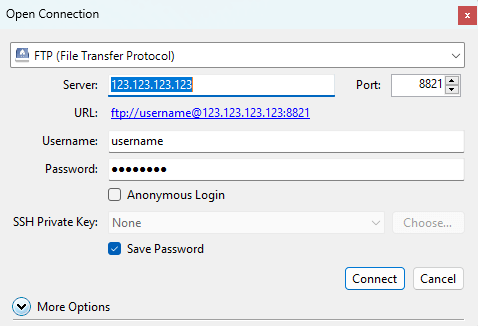 Open Connection
FTP (File Transfer Protocol)
Server: 123.123.123.123 Port: 8821
URL: ftp://username@123.123.123.123:8821
Username: username
Password: ●●●●●●●●
Anonymous Login
SSH Private Key: None Choose...
Save Password
Connect Cancel
More Options